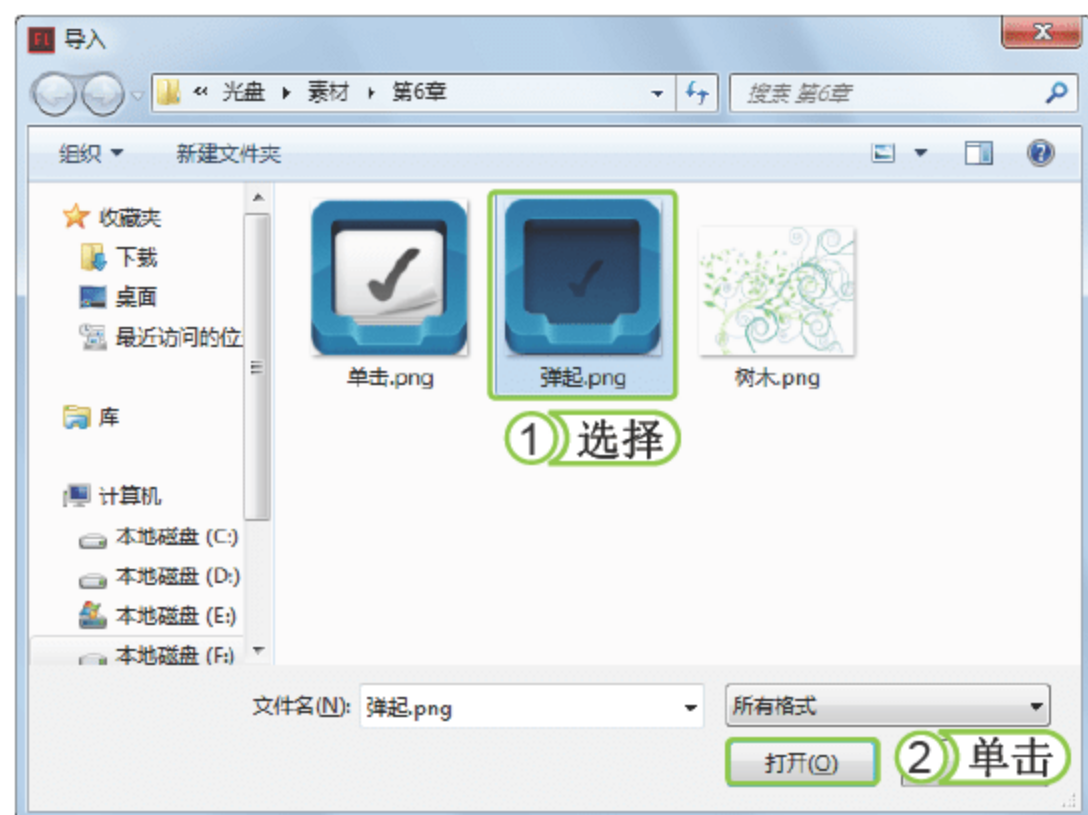 FL 导入
« 光盘 ▸ 素材 ▸ 第6章
搜索 第6章
组织 新建文件夹
收藏夹
下载
桌面
最近访问的位
库
计算机
本地磁盘 (C:)
本地磁盘 (D:)
本地磁盘 (E:)
本地磁盘 (F:)
单击.png
弹起.png
树木.png
1 选择
文件名(N): 弹起.png
所有格式
打开(O)
2 单击